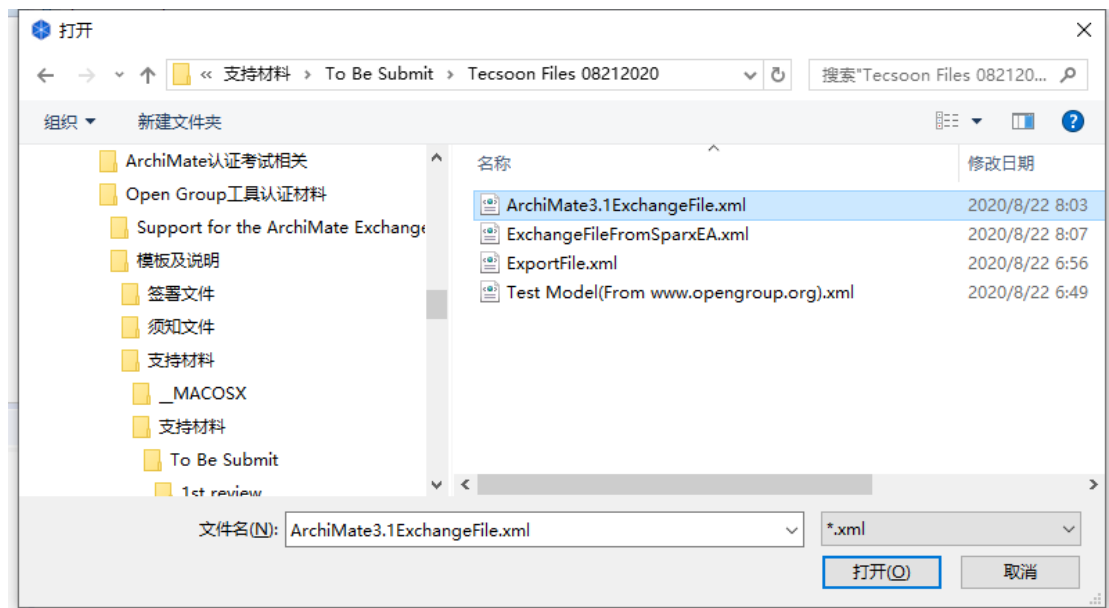 打开
« 支持材料 › To Be Submit › Tecsoon Files 08212020
搜索"Tecsoon Files 082120...
组织
新建文件夹
ArchiMate认证考试相关
Open Group工具认证材料
Support for the ArchiMate Exchange
模板及说明
签署文件
须知文件
支持材料
__MACOSX
支持材料
To Be Submit
1st review
名称 修改日期
ArchiMate3.1ExchangeFile.xml 2020/8/22 8:03
ExchangeFileFromSparxEA.xml 2020/8/22 8:07
ExportFile.xml 2020/8/22 6:56
Test Model(From www.opengroup.org).xml 2020/8/22 6:49
文件名(N): ArchiMate3.1ExchangeFile.xml
*.xml
打开(O) 取消